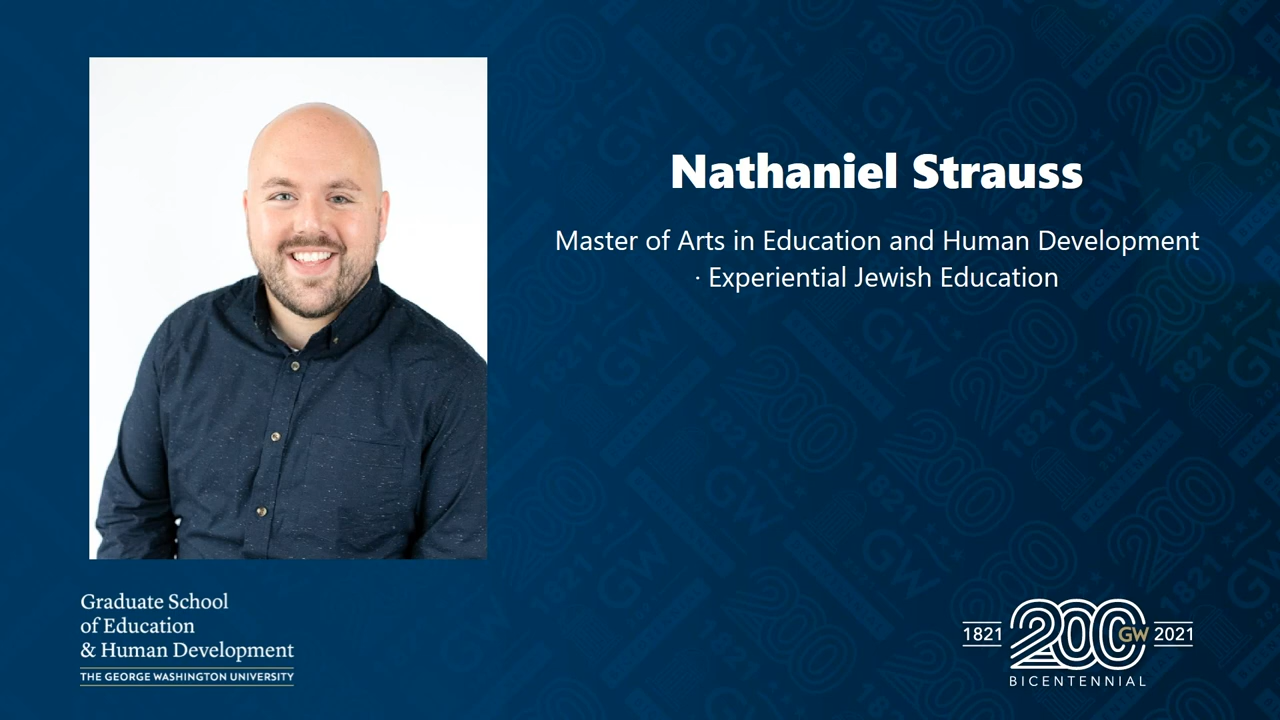 Nathaniel Strauss
Master of Arts in Education and Human Development
· Experiential Jewish Education
Graduate School
of Education
& Human Development
THE GEORGE WASHINGTON UNIVERSITY
1821 200 GW 2021
BICENTENNIAL